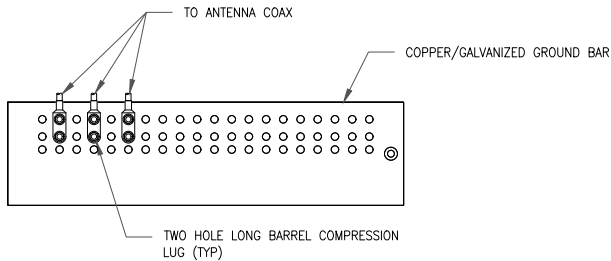 TO ANTENNA COAX
COPPER/GALVANIZED GROUND BAR
TWO HOLE LONG BARREL COMPRESSION
LUG (TYP)